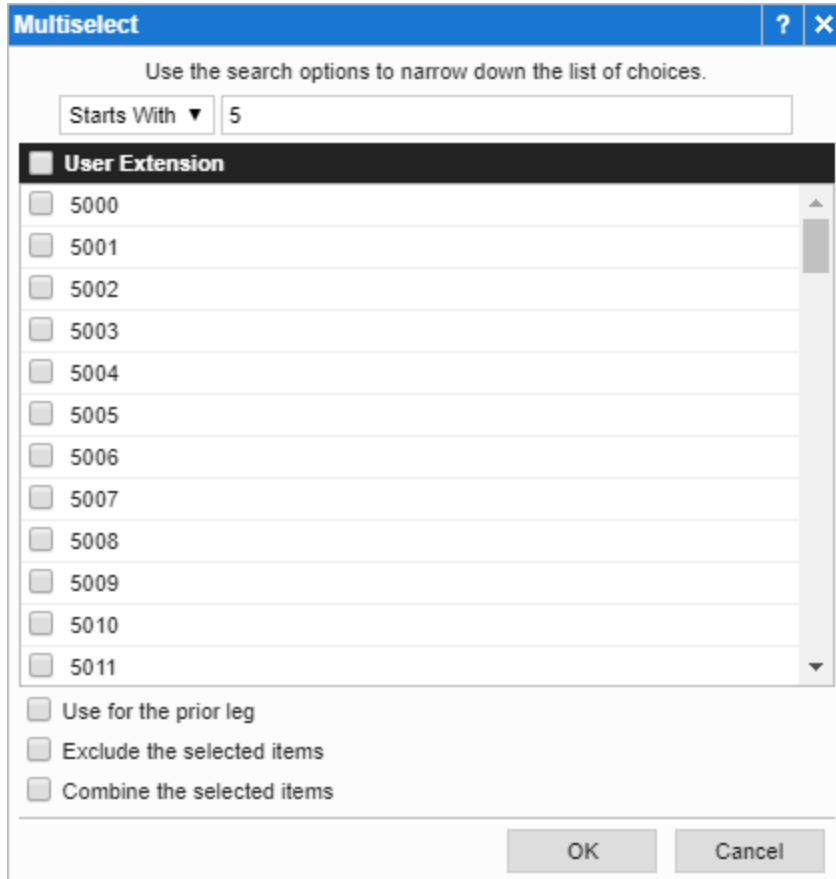 Multiselect ? ×
Use the search options to narrow down the list of choices.
Starts With ▼ 5
User Extension
5000
5001
5002
5003
5004
5005
5006
5007
5008
5009
5010
5011
Use for the prior leg
Exclude the selected items
Combine the selected items
OK Cancel